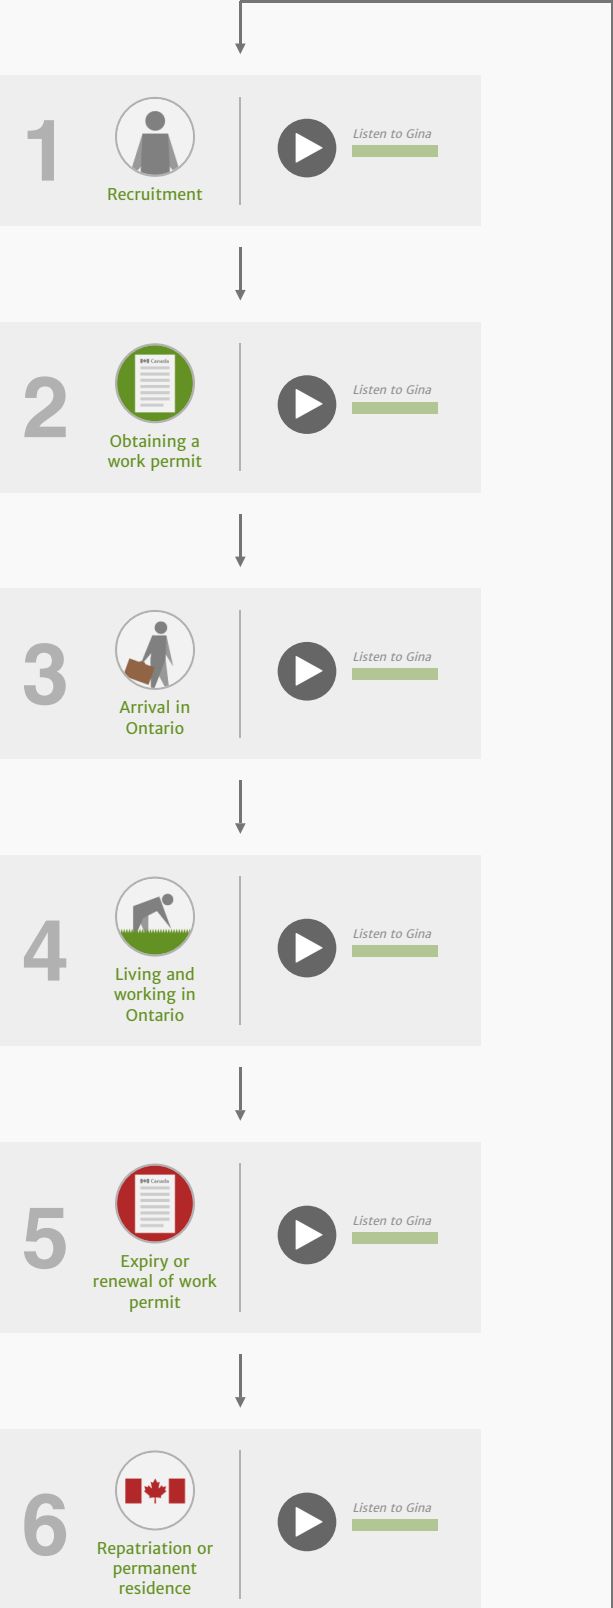 1
Recruitment
Listen to Gina
2
Canada
Obtaining a
work permit
Listen to Gina
3
Arrival in
Ontario
Listen to Gina
4
Living and
working in
Ontario
Listen to Gina
5
Canada
Expiry or
renewal of work
permit
Listen to Gina
6
Repatriation or
permanent
residence
Listen to Gina